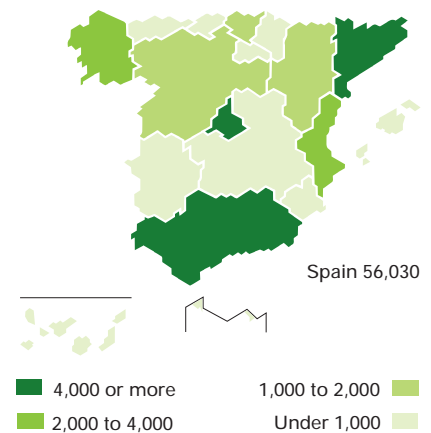 Spain 56,030
4,000 or more
1,000 to 2,000
2,000 to 4,000
Under 1,000